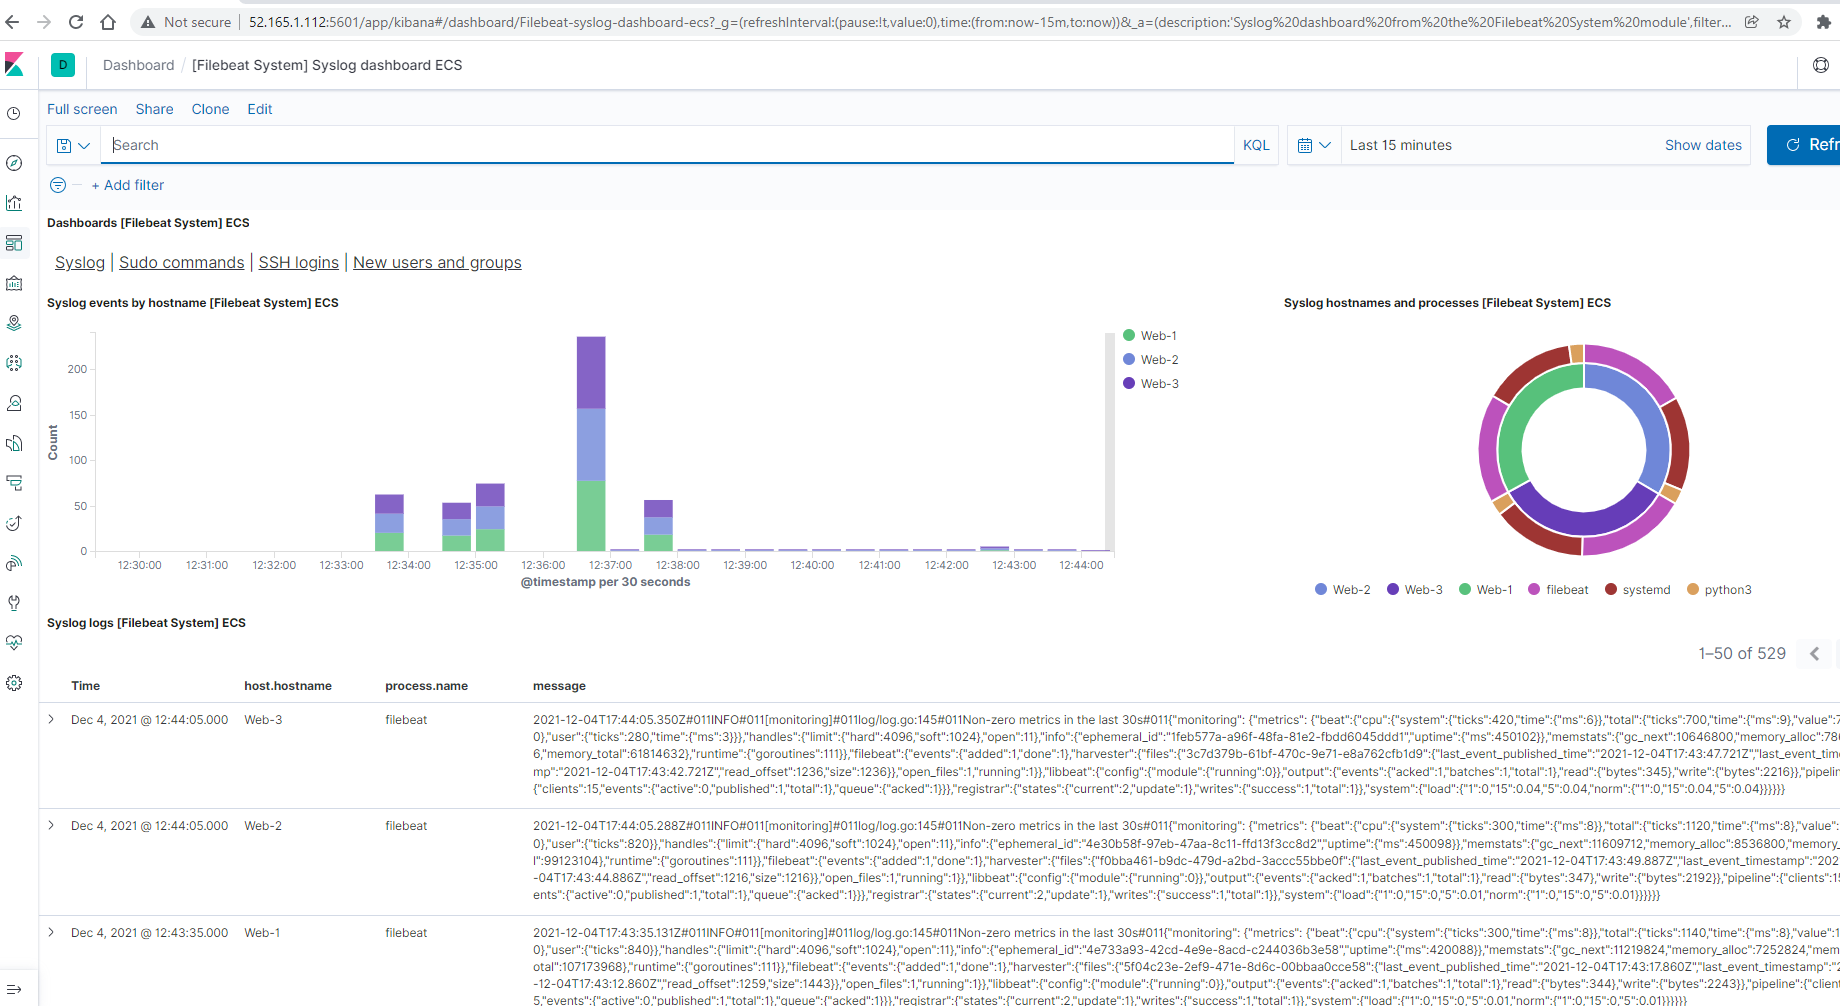 Not secure | 52.165.1.112:5601/app/kibana#/dashboard/Filebeat-syslog-dashboard-ecs?_g=(refreshInterval:(pause:!t,value:0),time:(from:now-15m,to:now))&_a=(description:'Syslog%20dashboard%20from%20the%20Filebeat%20System%20module',filter...
D Dashboard / [Filebeat System] Syslog dashboard ECS
Full screen Share Clone Edit
Search KQL Last 15 minutes Show dates Refr
+ Add filter
Dashboards [Filebeat System] ECS
Syslog | Sudo commands | SSH logins | New users and groups
Syslog events by hostname [Filebeat System] ECS
Count
200
150
100
50
0
12:30:00 12:31:00 12:32:00 12:33:00 12:34:00 12:35:00 12:36:00 12:37:00 12:38:00 12:39:00 12:40:00 12:41:00 12:42:00 12:43:00 12:44:00
@timestamp per 30 seconds
Web-1
Web-2
Web-3
Syslog hostnames and processes [Filebeat System] ECS
Web-2 Web-3 Web-1 filebeat systemd python3
Syslog logs [Filebeat System] ECS
1–50 of 529
Time host.hostname process.name message
Dec 4, 2021 @ 12:44:05.000 Web-3 filebeat 2021-12-04T17:44:05.350Z#011INFO#011[monitoring]#011log/log.go:145#011Non-zero metrics in the last 30s#011{"monitoring": {"metrics": {"beat":{"cpu":{"system":{"ticks":420,"time":{"ms":6}},"total":{"ticks":700,"time":{"ms":9},"value":7
0},"user":{"ticks":280,"time":{"ms":3}}},"handles":{"limit":{"hard":4096,"soft":1024},"open":11},"info":{"ephemeral_id":"1feb577a-a96f-48fa-81e2-fbdd6045ddd1","uptime":{"ms":450102}},"memstats":{"gc_next":10646800,"memory_alloc":786
6,"memory_total":61814632},"runtime":{"goroutines":111}},"filebeat":{"events":{"added":1,"done":1},"harvester":{"files":{"3c7d379b-61bf-470c-9e71-e8a762cfb1d9":{"last_event_published_time":"2021-12-04T17:43:47.721Z","last_event_time
mp":"2021-12-04T17:43:42.721Z","read_offset":1236,"size":1236}},"open_files":1,"running":1}},"libbeat":{"config":{"module":{"running":0}},"output":{"events":{"acked":1,"batches":1,"total":1},"read":{"bytes":345},"write":{"bytes":2216}},"pipelin
{"clients":15,"events":{"active":0,"published":1,"total":1},"queue":{"acked":1}}},"registrar":{"states":{"current":2,"update":1},"writes":{"success":1,"total":1}},"system":{"load":{"1":0,"15":0.04,"5":0.04,"norm":{"1":0,"15":0.04,"5":0.04}}}}}}
Dec 4, 2021 @ 12:44:05.000 Web-2 filebeat 2021-12-04T17:44:05.288Z#011INFO#011[monitoring]#011log/log.go:145#011Non-zero metrics in the last 30s#011{"monitoring": {"metrics": {"beat":{"cpu":{"system":{"ticks":300,"time":{"ms":8}},"total":{"ticks":1120,"time":{"ms":8},"value":
0},"user":{"ticks":820}},"handles":{"limit":{"hard":4096,"soft":1024},"open":11},"info":{"ephemeral_id":"4e30b58f-97eb-47aa-8c11-ffd13f3cc8d2","uptime":{"ms":450098}},"memstats":{"gc_next":11609712,"memory_alloc":8536800,"memory_
l":99123104},"runtime":{"goroutines":111}},"filebeat":{"events":{"added":1,"done":1},"harvester":{"files":{"f0bba461-b9dc-479d-a2bd-3accc55bbe0f":{"last_event_published_time":"2021-12-04T17:43:49.887Z","last_event_timestamp":"202
-04T17:43:44.886Z","read_offset":1216,"size":1216}},"open_files":1,"running":1}},"libbeat":{"config":{"module":{"running":0}},"output":{"events":{"acked":1,"batches":1,"total":1},"read":{"bytes":347},"write":{"bytes":2192}},"pipeline":{"clients":15
ents":{"active":0,"published":1,"total":1},"queue":{"acked":1}}},"registrar":{"states":{"current":2,"update":1},"writes":{"success":1,"total":1}},"system":{"load":{"1":0,"15":0,"5":0.01,"norm":{"1":0,"15":0,"5":0.01}}}}}}
Dec 4, 2021 @ 12:43:35.000 Web-1 filebeat 2021-12-04T17:43:35.131Z#011INFO#011[monitoring]#011log/log.go:145#011Non-zero metrics in the last 30s#011{"monitoring": {"metrics": {"beat":{"cpu":{"system":{"ticks":300,"time":{"ms":8}},"total":{"ticks":1140,"time":{"ms":8},"value":1
0},"user":{"ticks":840}},"handles":{"limit":{"hard":4096,"soft":1024},"open":11},"info":{"ephemeral_id":"4e733a93-42cd-4e9e-8acd-c244036b3e58","uptime":{"ms":420088}},"memstats":{"gc_next":11219824,"memory_alloc":7252824,"mem
otal":107173968},"runtime":{"goroutines":111}},"filebeat":{"events":{"added":1,"done":1},"harvester":{"files":{"5f04c23e-2ef9-471e-8d6c-00bbaa0cce58":{"last_event_published_time":"2021-12-04T17:43:17.860Z","last_event_timestamp":"2
-12-04T17:43:12.860Z","read_offset":1259,"size":1443}},"open_files":1,"running":1}},"libbeat":{"config":{"module":{"running":0}},"output":{"events":{"acked":1,"batches":1,"total":1},"read":{"bytes":344},"write":{"bytes":2243}},"pipeline":{"clien
5,"events":{"active":0,"published":1,"total":1},"queue":{"acked":1}}},"registrar":{"states":{"current":2,"update":1},"writes":{"success":1,"total":1}},"system":{"load":{"1":0,"15":0,"5":0.01,"norm":{"1":0,"15":0,"5":0.01}}}}}}